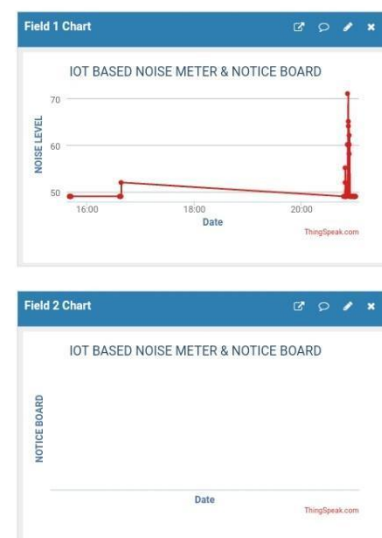 Field 1 Chart
IOT BASED NOISE METER & NOTICE BOARD
NOISE LEVEL
70
60
50
16:00 18:00 20:00
Date
ThingSpeak.com
Field 2 Chart
IOT BASED NOISE METER & NOTICE BOARD
NOTICE BOARD
Date
ThingSpeak.com